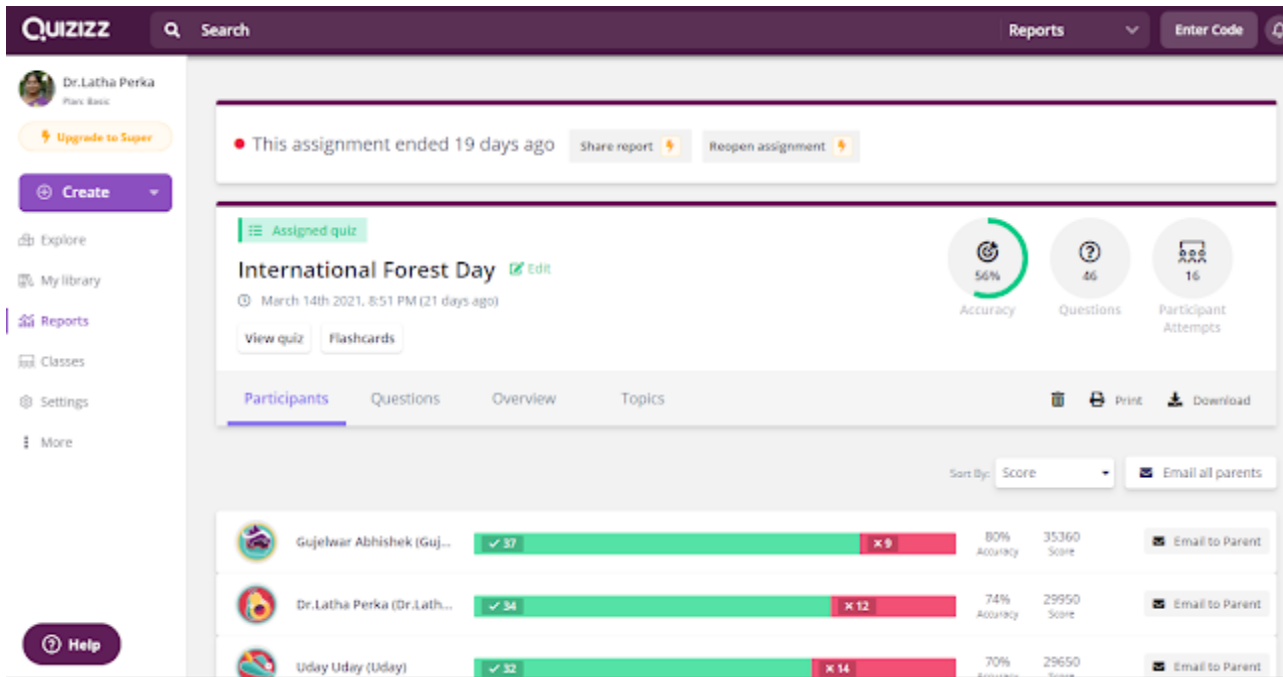 QUIZIZZ
Search
Reports
Enter Code
Dr.Latha Perka
Plan: Basic
Upgrade to Super
Create
Explore
My library
Reports
Classes
Settings
More
Help
This assignment ended 19 days ago
Share report
Reopen assignment
Assigned quiz
International Forest Day
Edit
March 14th 2021, 8:51 PM (21 days ago)
View quiz
Flashcards
56%
Accuracy
46
Questions
16
Participant
Attempts
Participants
Questions
Overview
Topics
Print
Download
Sort By:
Score
Email all parents
Gujelwar Abhishek (Guj...
37
9
80%
Accuracy
35360
Score
Email to Parent
Dr.Latha Perka (Dr.Lath...
34
12
74%
Accuracy
29950
Score
Email to Parent
Uday Uday (Uday)
32
14
70%
Accuracy
29650
Score
Email to Parent